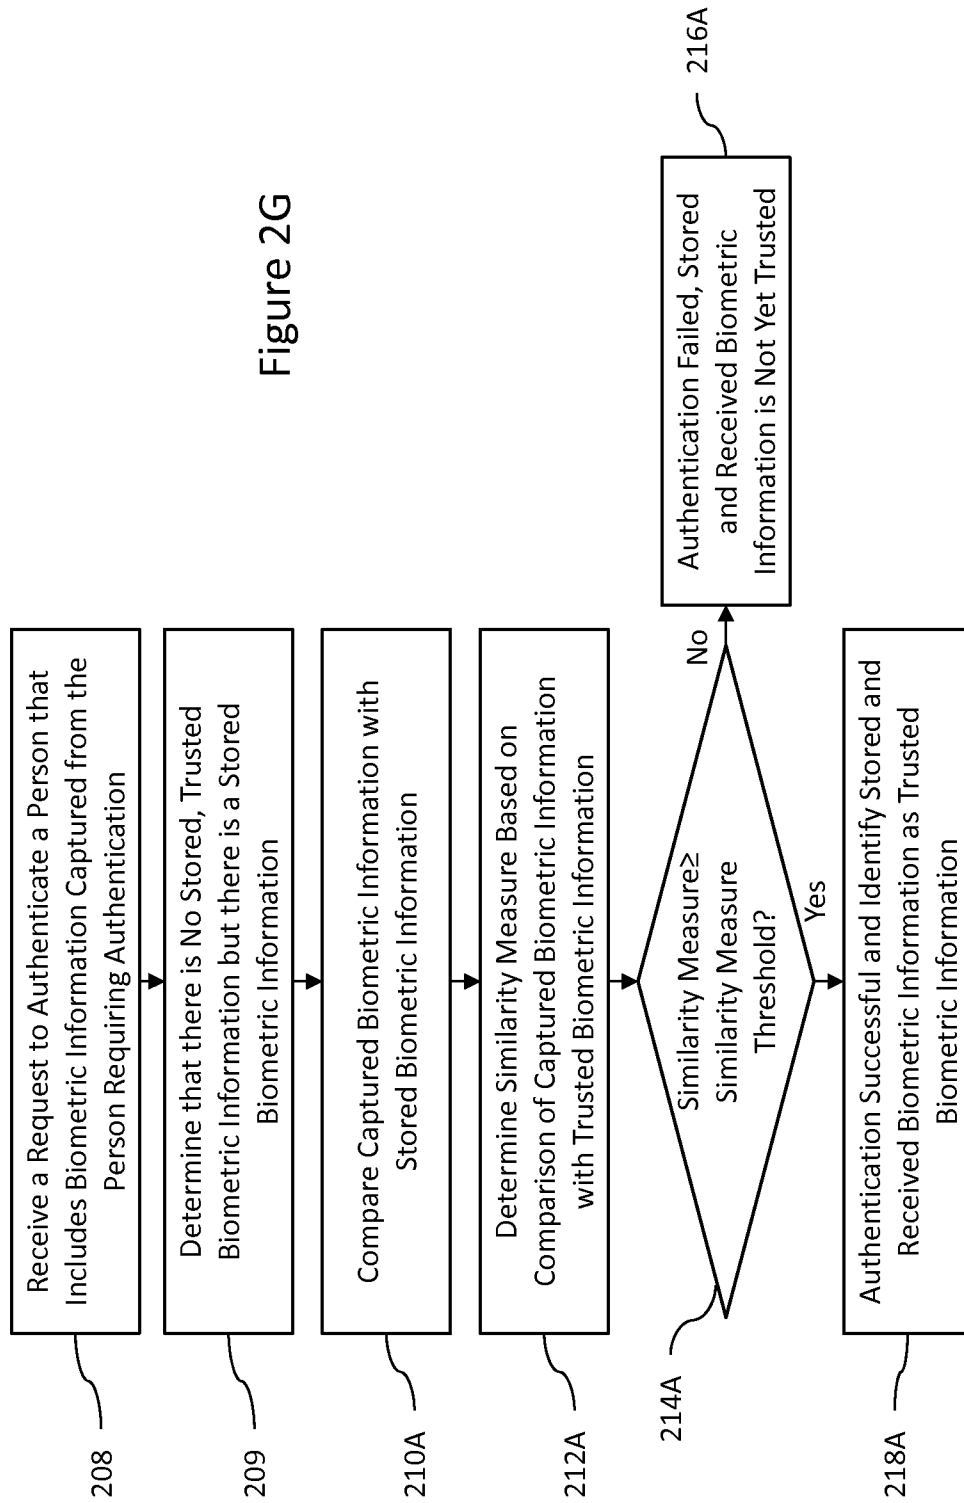 Figure 2G
208
Receive a Request to Authenticate a Person that
Includes Biometric Information Captured from the
Person Requiring Authentication
209
Determine that there is No Stored, Trusted
Biometric Information but there is a Stored
Biometric Information
210A
Compare Captured Biometric Information with
Stored Biometric Information
212A
Determine Similarity Measure Based on
Comparison of Captured Biometric Information
with Trusted Biometric Information
214A
Similarity Measure≥
Similarity Measure
Threshold?
No
216A
Authentication Failed, Stored
and Received Biometric
Information is Not Yet Trusted
Yes
218A
Authentication Successful and Identify Stored and
Received Biometric Information as Trusted
Biometric Information